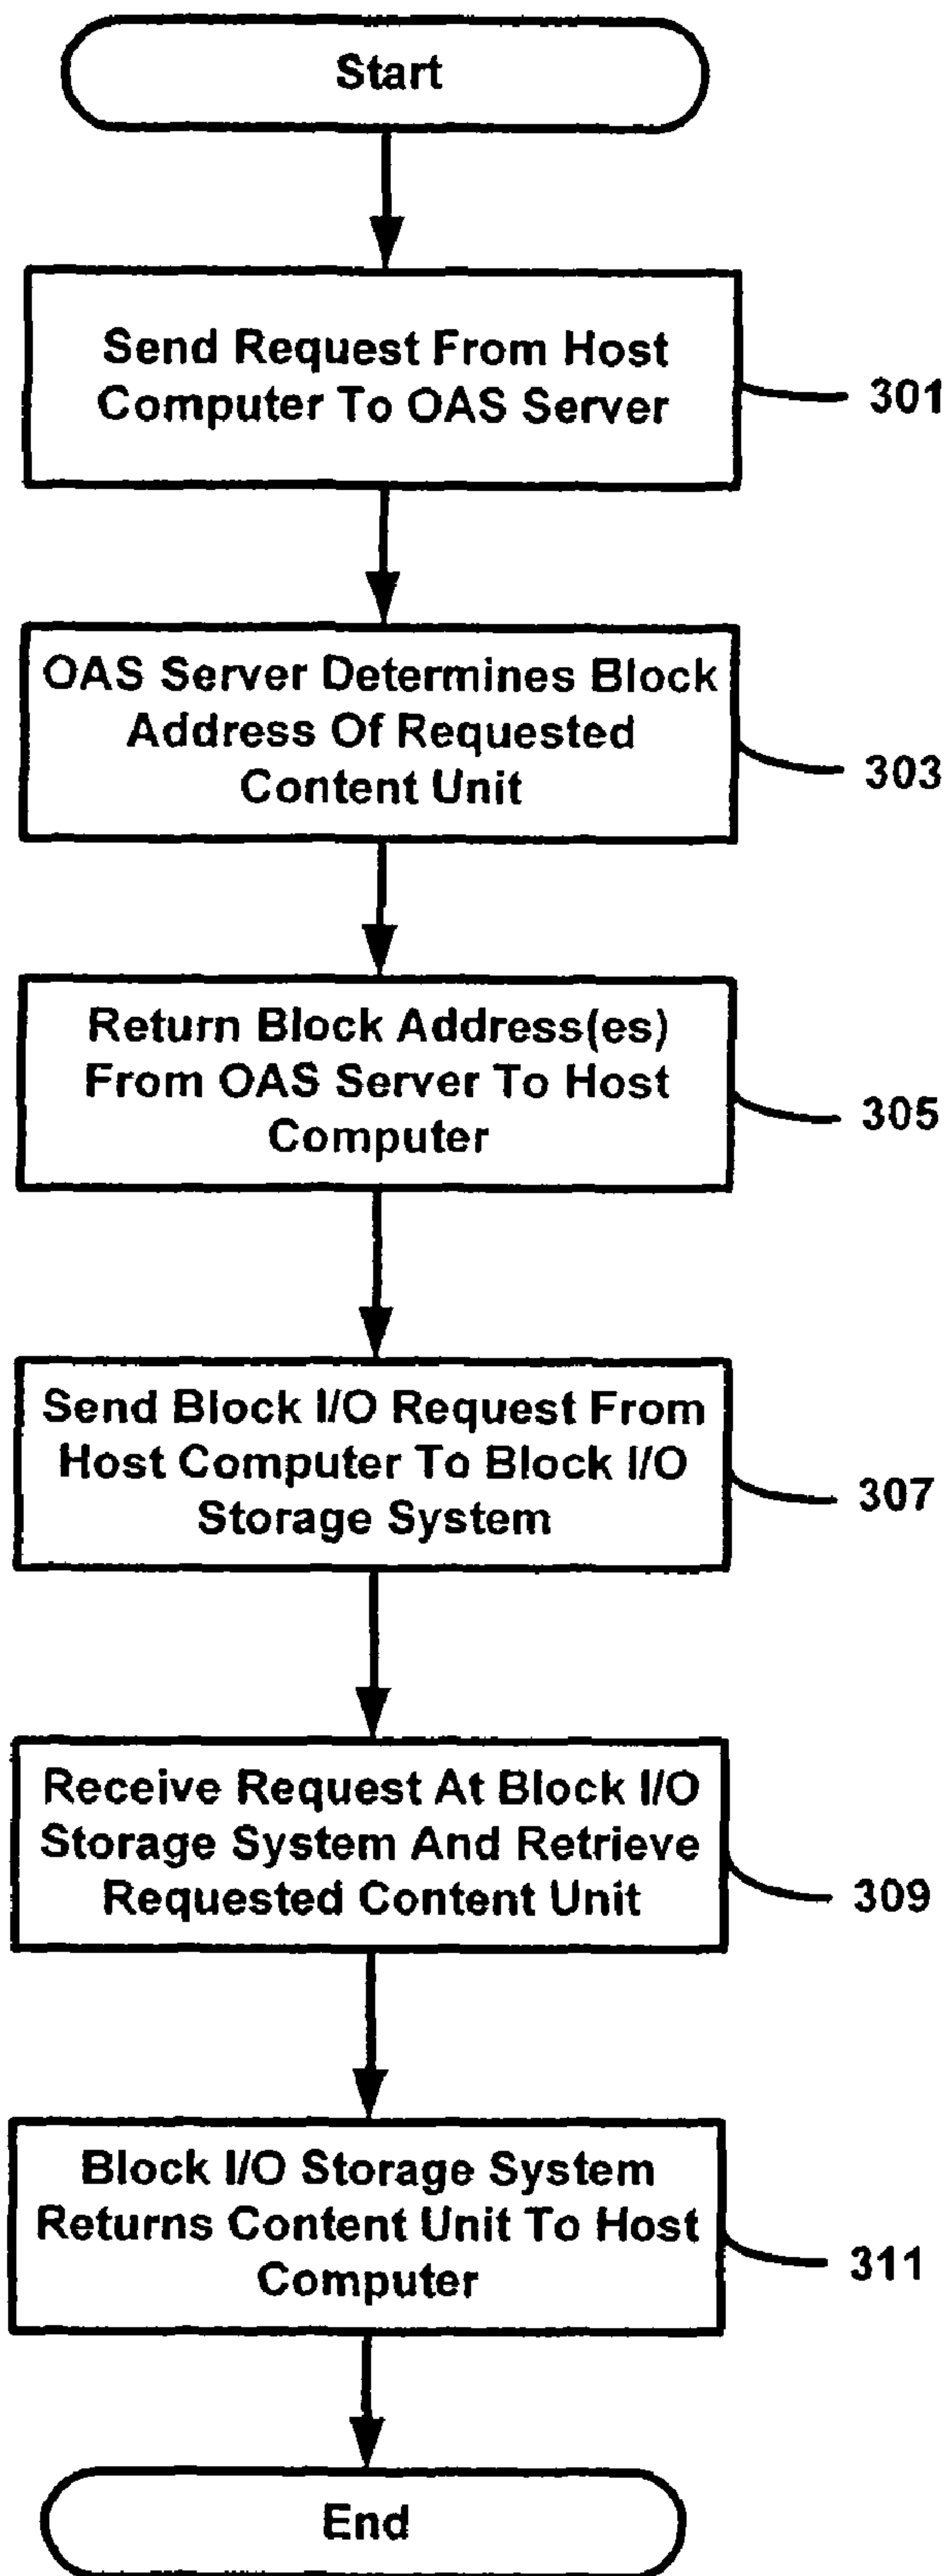 Start
Send Request From Host
Computer To OAS Server
301
OAS Server Determines Block
Address Of Requested
Content Unit
303
Return Block Address(es)
From OAS Server To Host
Computer
305
Send Block I/O Request From
Host Computer To Block I/O
Storage System
307
Receive Request At Block I/O
Storage System And Retrieve
Requested Content Unit
309
Block I/O Storage System
Returns Content Unit To Host
Computer
311
End